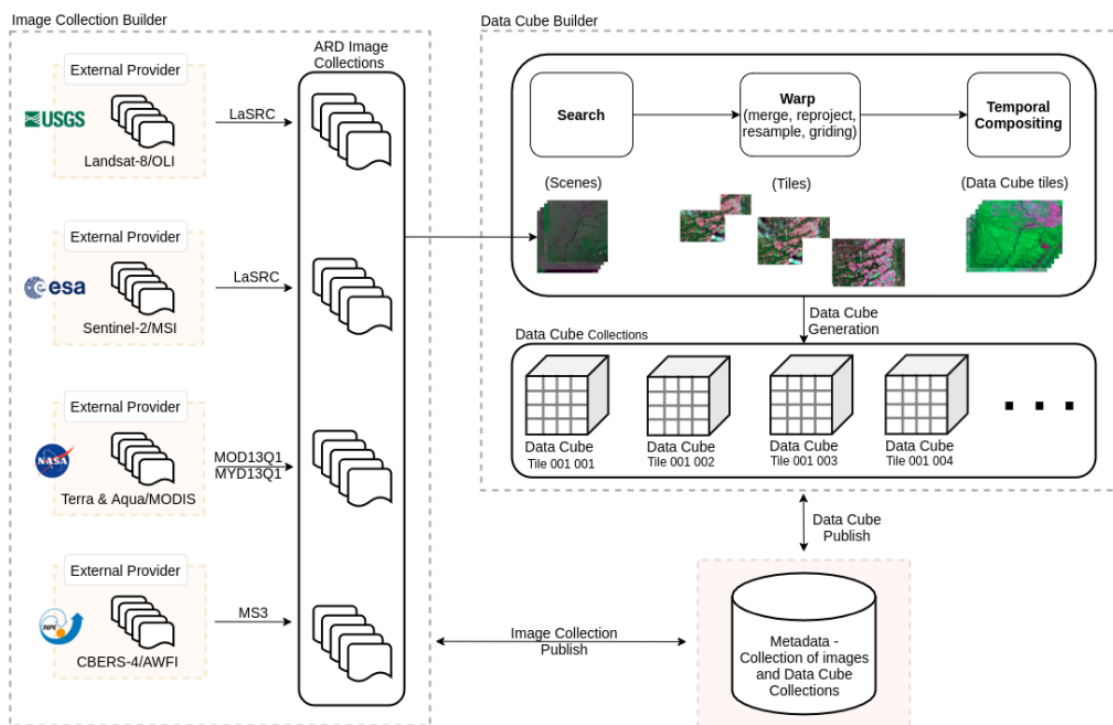 Image Collection Builder
ARD Image
Collections
External Provider
USGS
LaSRC
Landsat-8/OLI
External Provider
esa
LaSRC
Sentinel-2/MSI
External Provider
NASA
MOD13Q1
MYD13Q1
Terra & Aqua/MODIS
External Provider
INPE
MS3
CBERS-4/AWFI
Data Cube Builder
Search
Warp
(merge, reproject,
resample, griding)
Temporal
Compositing
(Scenes)
(Tiles)
(Data Cube tiles)
Data Cube
Generation
Data Cube Collections
Data Cube
Tile 001 001
Data Cube
Tile 001 002
Data Cube
Tile 001 003
Data Cube
Tile 001 004
Data Cube
Publish
Image Collection
Publish
Metadata -
Collection of images
and Data Cube
Collections